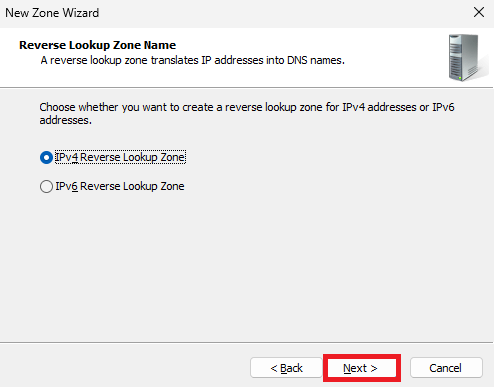 New Zone Wizard
Reverse Lookup Zone Name
A reverse lookup zone translates IP addresses into DNS names.
Choose whether you want to create a reverse lookup zone for IPv4 addresses or IPv6
addresses.
IPv4 Reverse Lookup Zone
IPv6 Reverse Lookup Zone
< Back
Next >
Cancel